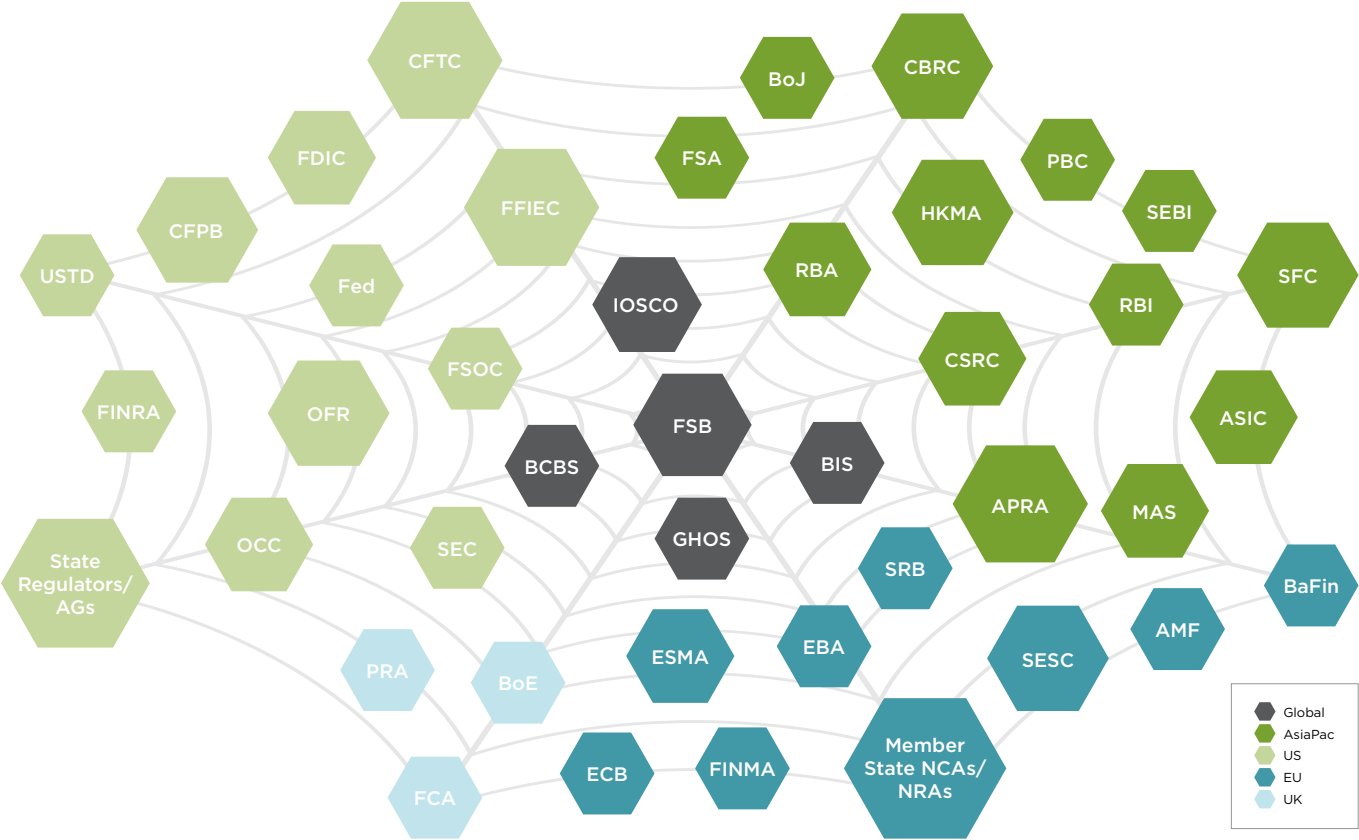 CFTC
BoJ
CBRC
FDIC
FSA
PBC
CFPB
FFIEC
HKMA
SEBI
USTD
Fed
IOSCO
RBA
RBI
SFC
FSOC
CSRC
FINRA
OFR
FSB
ASIC
BCBS
BIS
APRA
MAS
OCC
SEC
GHOS
SRB
State
Regulators/
AGs
BaFin
PRA
BoE
ESMA
EBA
SESC
AMF
FCA
ECB
FINMA
Member
State NCAs/
NRAs
Global
AsiaPac
US
EU
UK